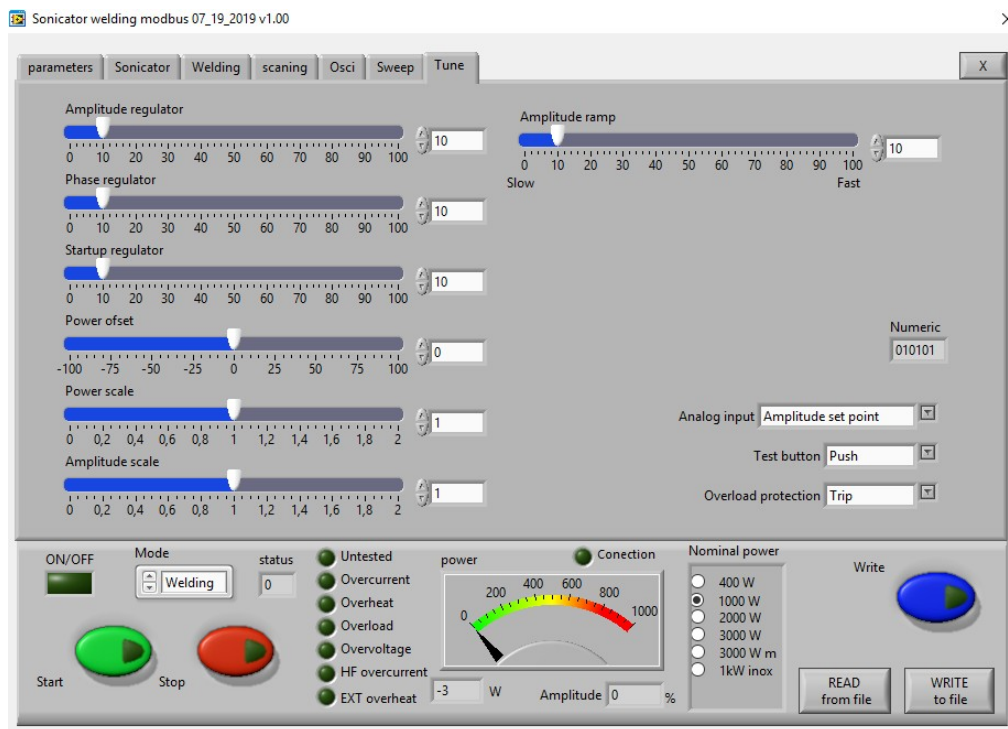 Sonicator welding modbus 07_19_2019 v1.00
parameters Sonicator Welding scaning Osci Sweep Tune X
Amplitude regulator
10
0 10 20 30 40 50 60 70 80 90 100
Phase regulator
10
0 10 20 30 40 50 60 70 80 90 100
Startup regulator
10
0 10 20 30 40 50 60 70 80 90 100
Power ofset
0
-100 -75 -50 -25 0 25 50 75 100
Power scale
1
0 0,2 0,4 0,6 0,8 1 1,2 1,4 1,6 1,8 2
Amplitude scale
1
0 0,2 0,4 0,6 0,8 1 1,2 1,4 1,6 1,8 2
Amplitude ramp
10
0 10 20 30 40 50 60 70 80 90 100
Slow Fast
Numeric
010101
Analog input Amplitude set point
Test button Push
Overload protection Trip
ON/OFF
Mode
Welding
status
0
Start
Stop
Untested
Overcurrent
Overheat
Overload
Overvoltage
HF overcurrent
EXT overheat
power
Conection
0 200 400 600 800 1000
-3 W
Amplitude 0 %
Nominal power
400 W
1000 W
2000 W
3000 W
3000 W m
1kW inox
Write
READ
from file
WRITE
to file